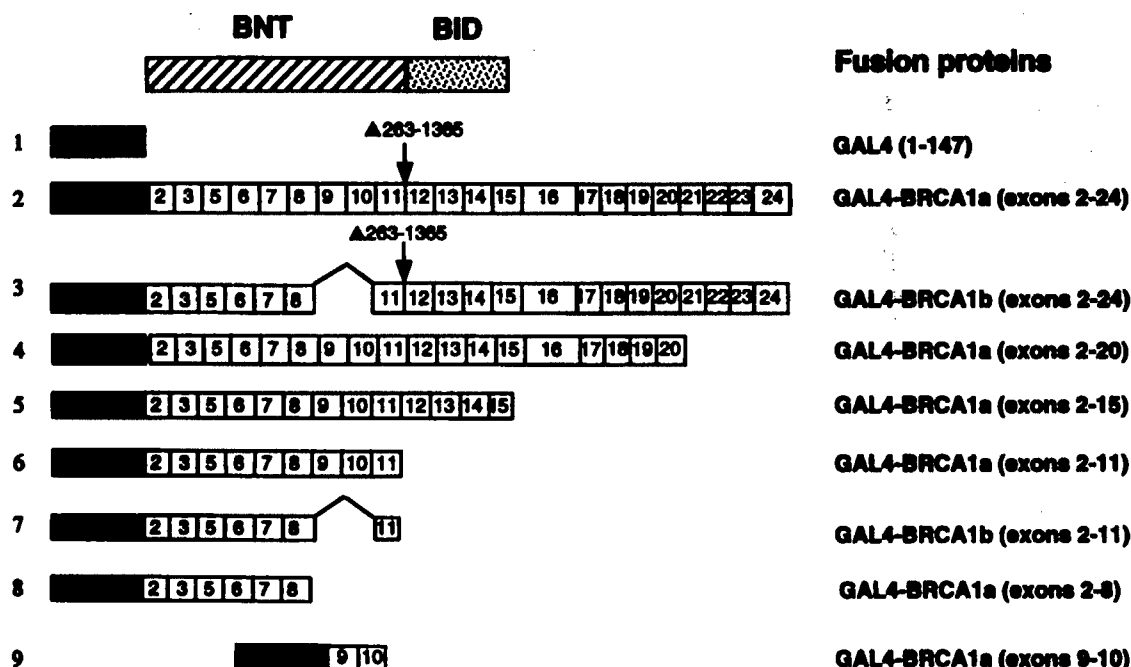 BNT BID
Fusion proteins
▲263-1365
1 GAL4 (1-147)
2 2 3 5 6 7 8 9 10 11 12 13 14 15 16 17 18 19 20 21 22 23 24 GAL4-BRCA1a (exons 2-24)
▲263-1365
3 2 3 5 6 7 8 11 12 13 14 15 16 17 18 19 20 21 22 23 24 GAL4-BRCA1b (exons 2-24)
4 2 3 5 6 7 8 9 10 11 12 13 14 15 16 17 18 19 20 GAL4-BRCA1a (exons 2-20)
5 2 3 5 6 7 8 9 10 11 12 13 14 15 GAL4-BRCA1a (exons 2-15)
6 2 3 5 6 7 8 9 10 11 GAL4-BRCA1a (exons 2-11)
7 2 3 5 6 7 8 11 GAL4-BRCA1b (exons 2-11)
8 2 3 5 6 7 8 GAL4-BRCA1a (exons 2-8)
9 9 10 GAL4-BRCA1a (exons 9-10)